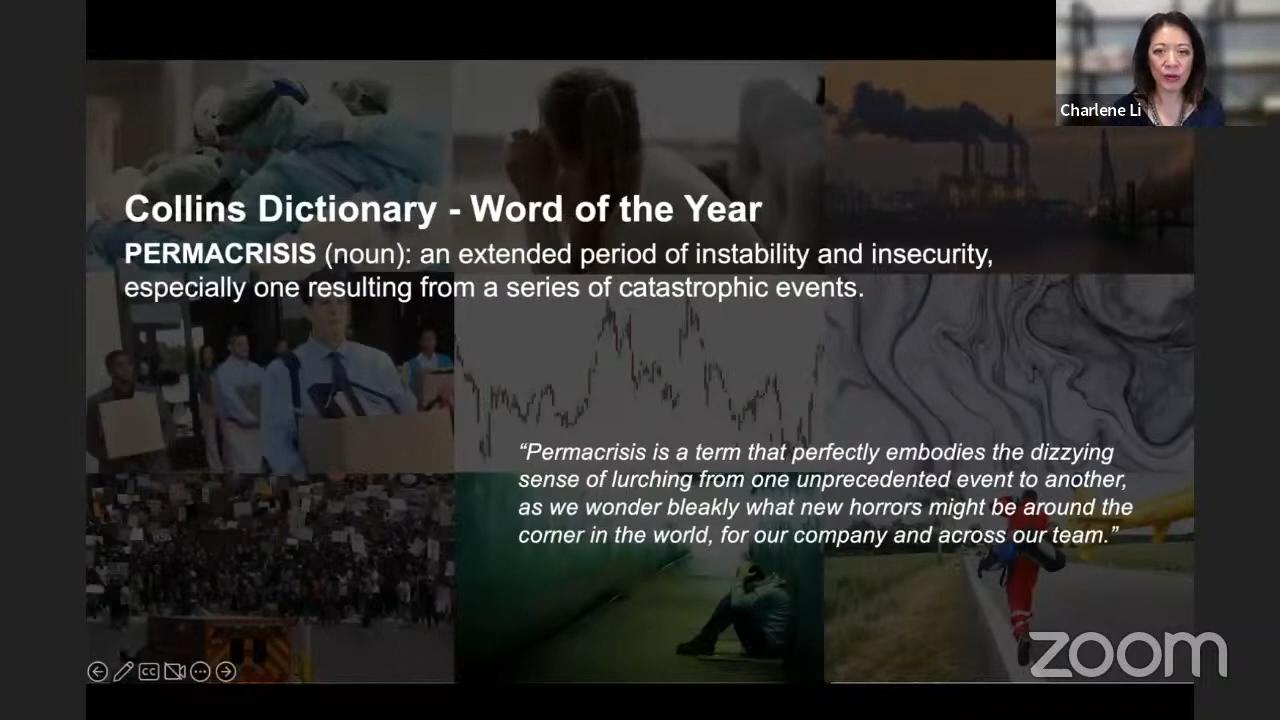 Charlene Li
Collins Dictionary - Word of the Year
PERMACRISIS (noun): an extended period of instability and insecurity,
especially one resulting from a series of catastrophic events.
“Permacrisis is a term that perfectly embodies the dizzying
sense of lurching from one unprecedented event to another,
as we wonder bleakly what new horrors might be around the
corner in the world, for our company and across our team.”
CC
zoom